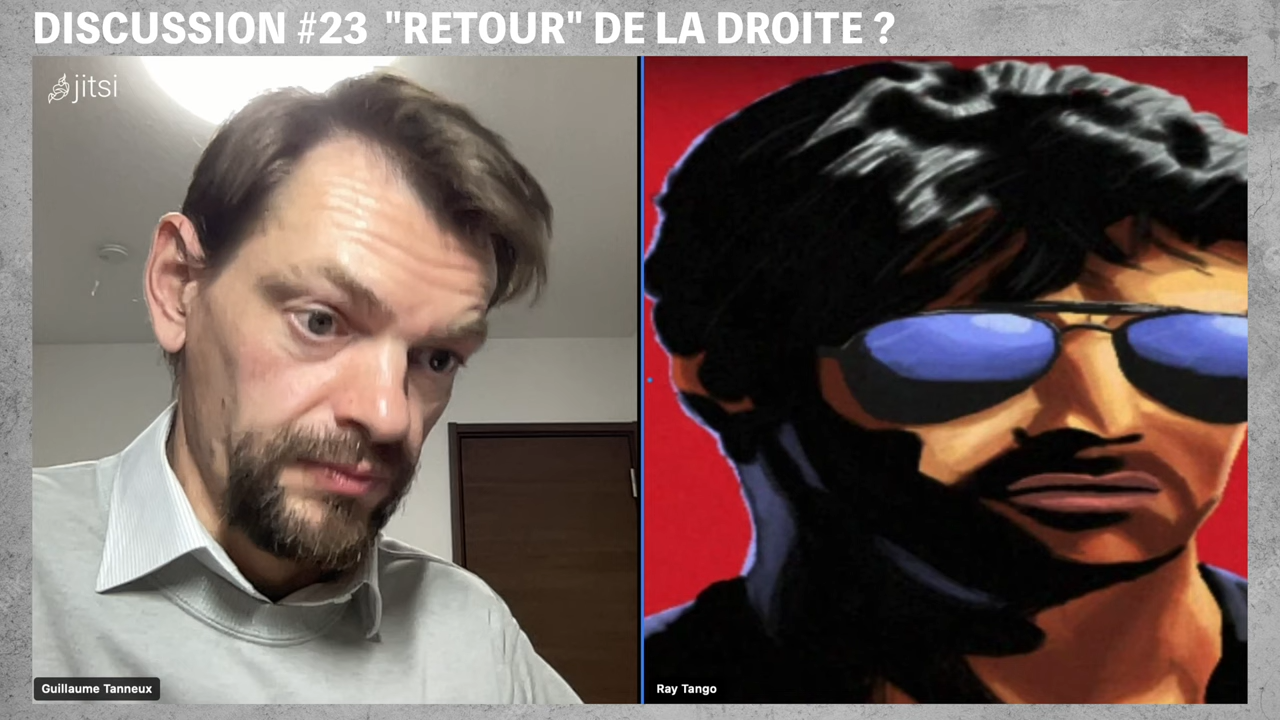 DISCUSSION #23 "RETOUR" DE LA DROITE ?
jitsi
Guillaume Tanneux
Ray Tango